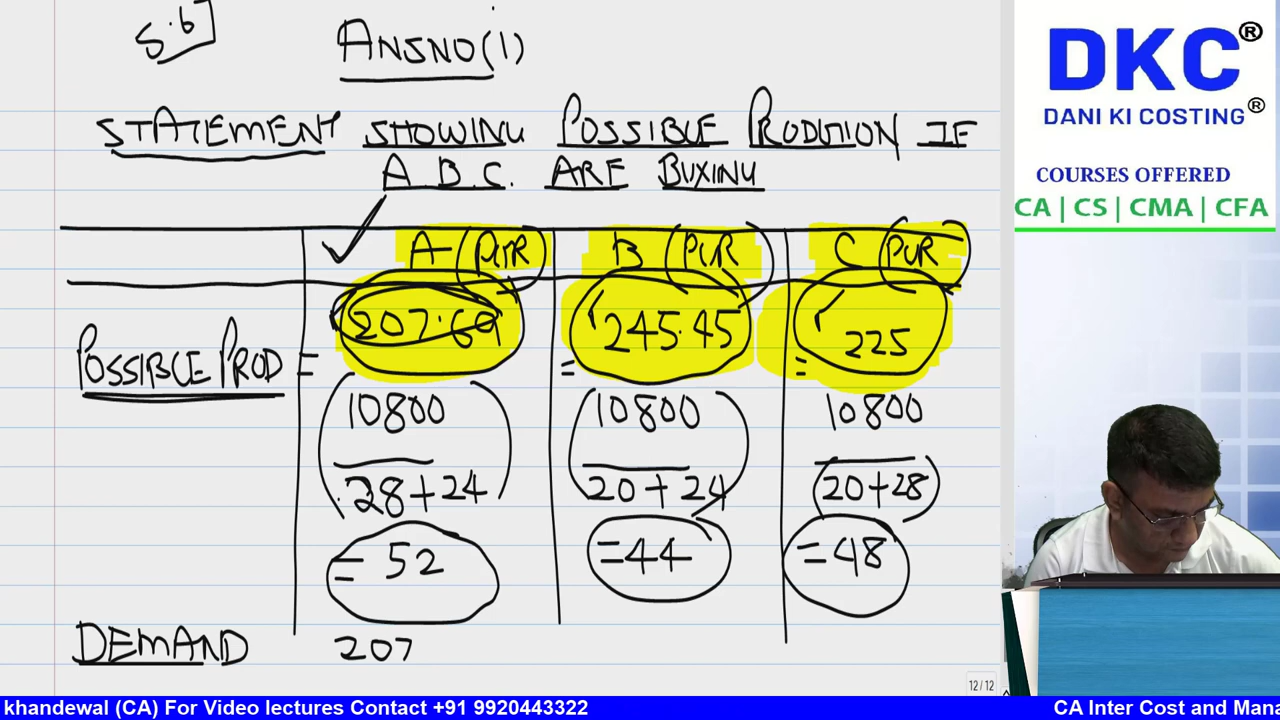 5.6]
ANSNO(1)
STATEMENT SHOWING POSSIBLE PRODUTION IF
A B.C. ARE BUXING
A (PUR) B (PUR) C (PUR)
POSSIBLE PROD = 207.69 = 245.45 = 225
10800 10800 10800
28+24 20+24 (20+28)
= 52 =44 =48
DEMAND 207
12/12
DKC®
DANI KI COSTING®
COURSES OFFERED
CA | CS | CMA | CFA
khandewal (CA) For Video lectures Contact +91 9920443322
CA Inter Cost and Mana